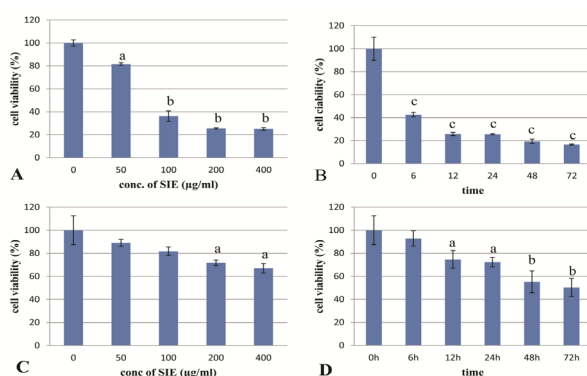 120
100
80
60
40
20
0
cell viability (%)
a
b
b
b
0 50 100 200 400
A
conc. of SIE (µg/ml)
120
100
80
60
40
20
0
cell ciability (%)
c
c
c
c
c
0 6 12 24 48 72
B
time
120
100
80
60
40
20
0
cell viability (%)
a
a
0 50 100 200 400
C
conc of SIE (µg/ml)
120
100
80
60
40
20
0
cell viability (%)
a
a
b
b
0h 6h 12h 24h 48h 72h
D
time